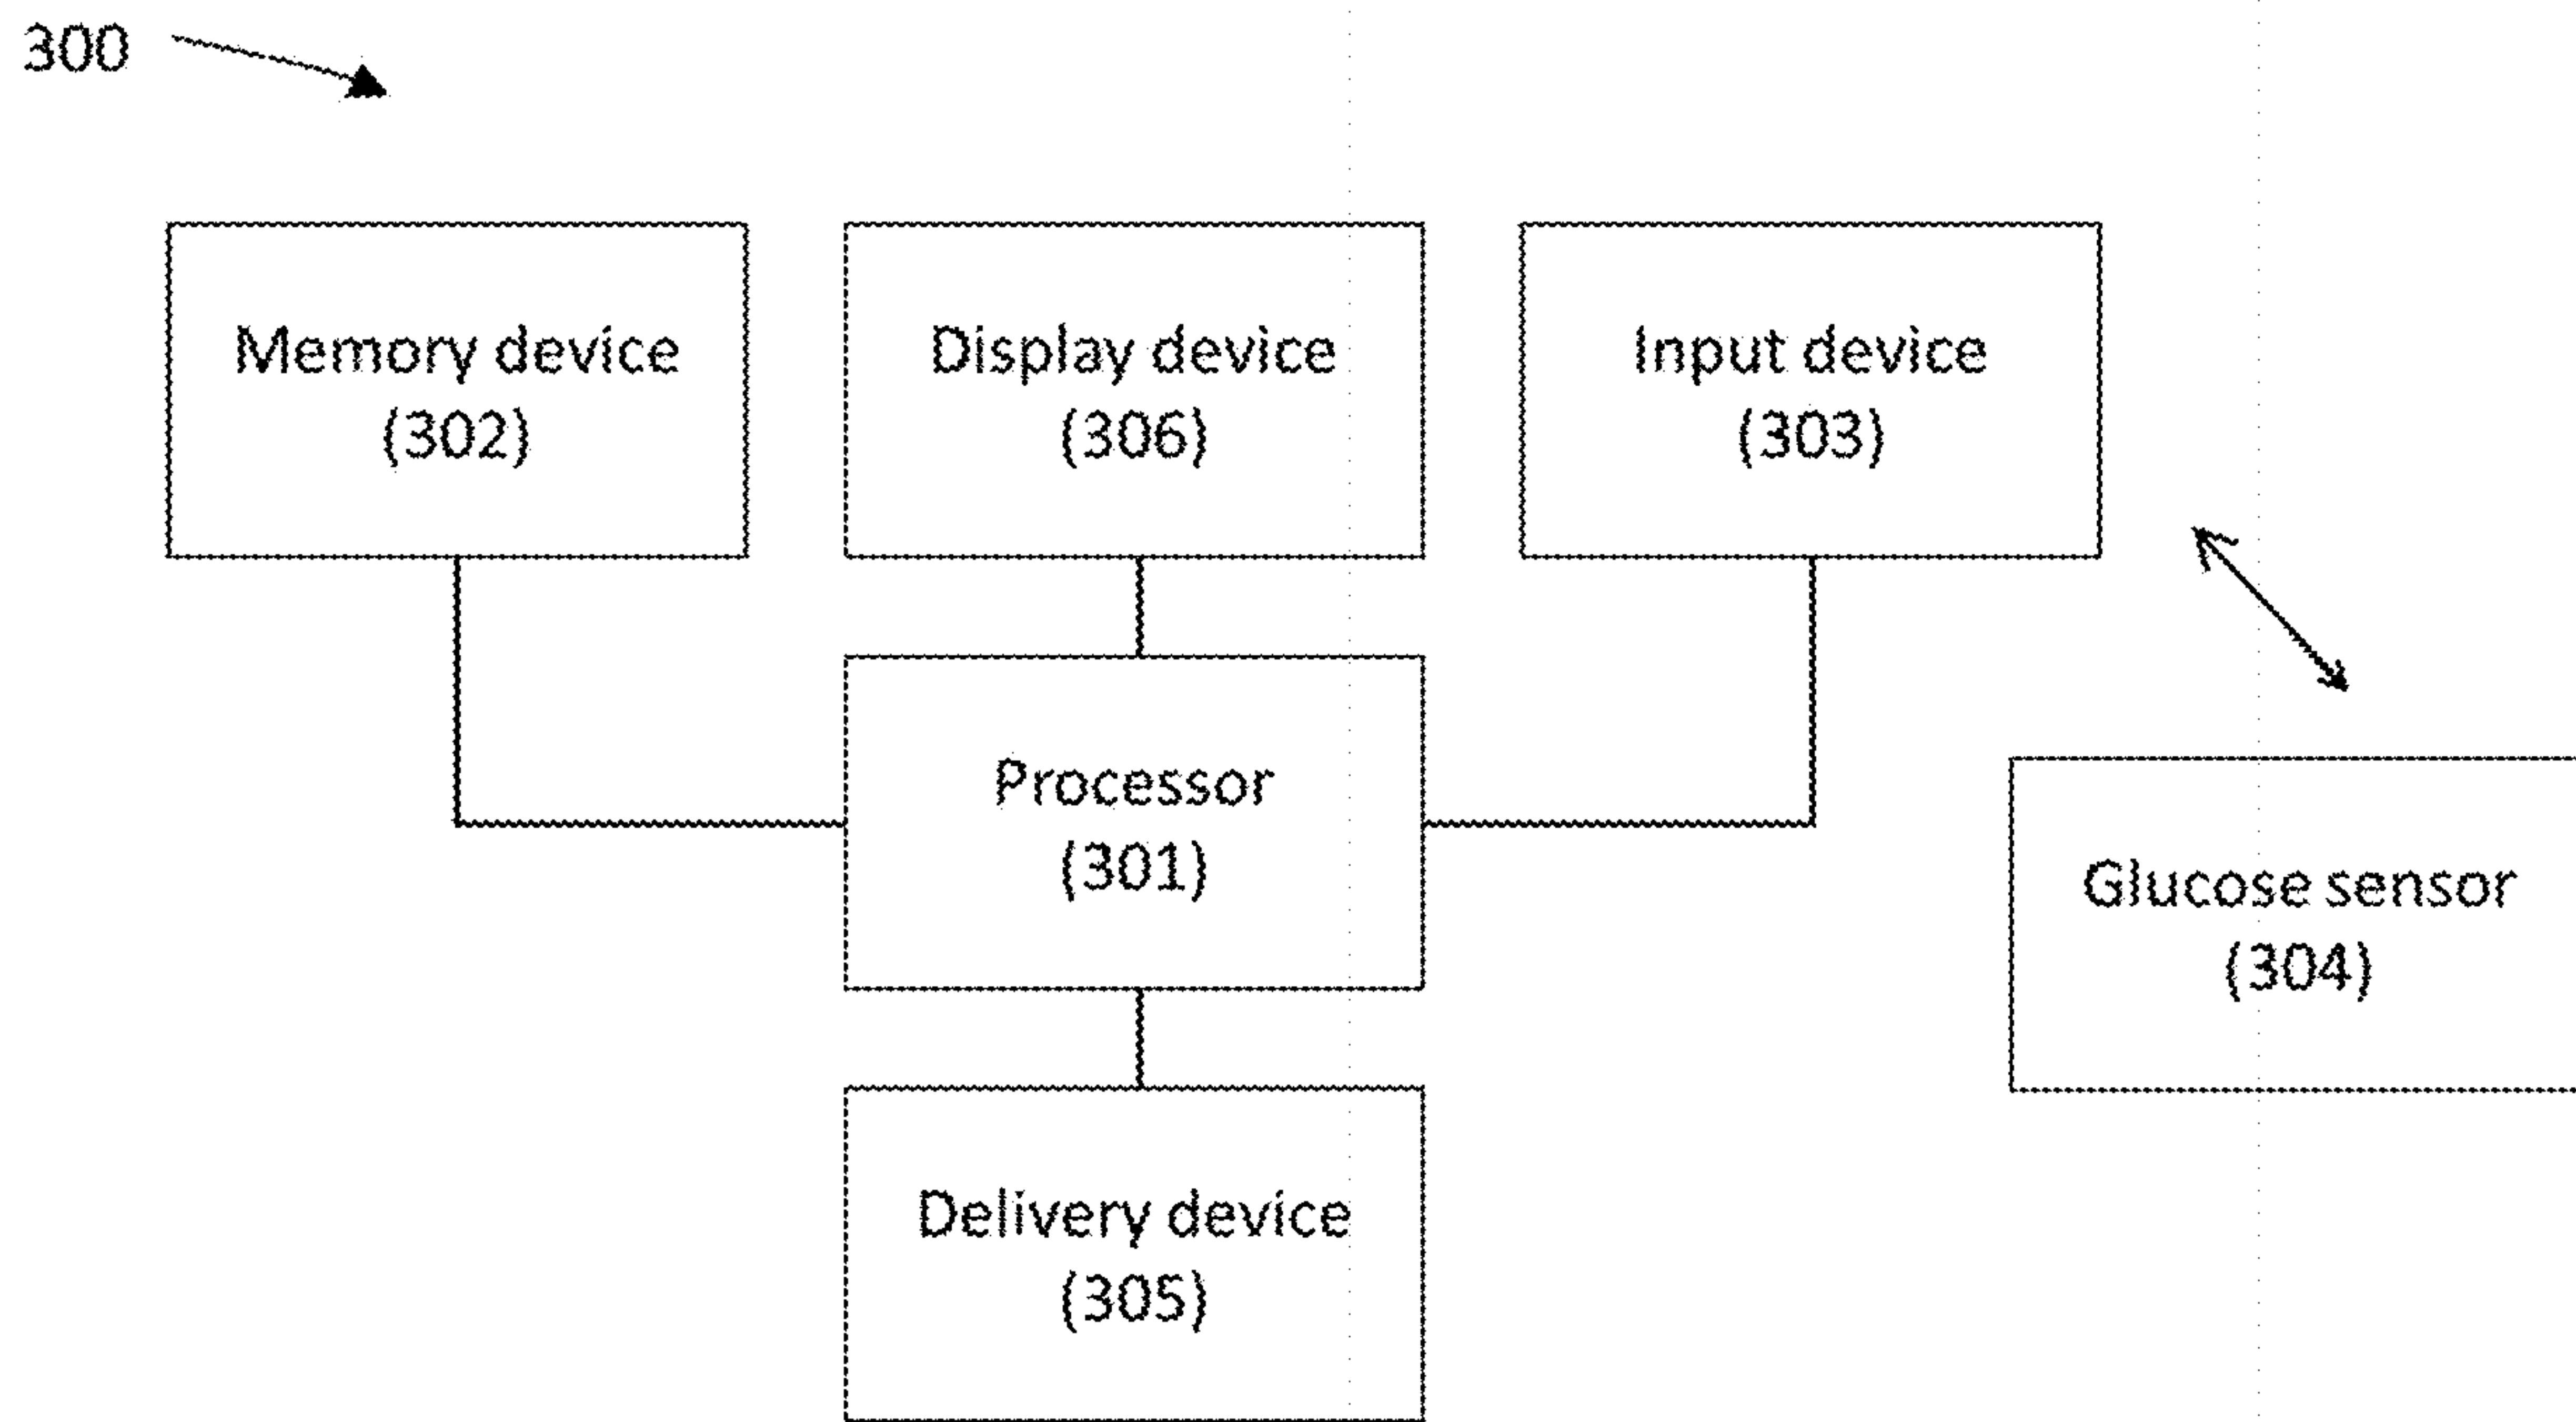 300
Memory device
(302)
Display device
(306)
Input device
(303)
Processor
(301)
Glucose sensor
(304)
Delivery device
(305)